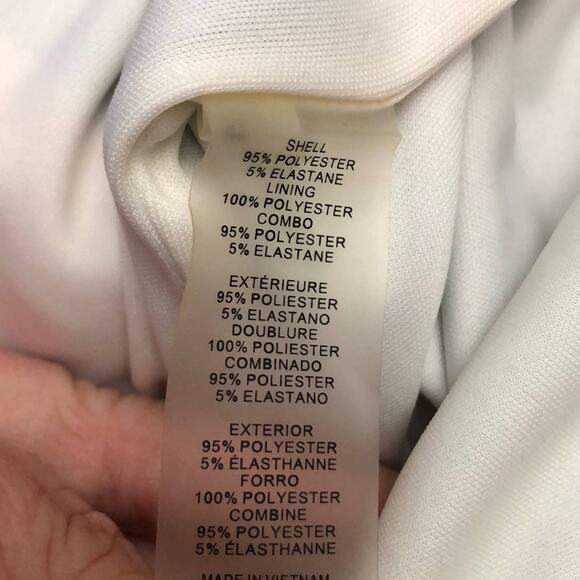 SHELL
95% POLYESTER
5% ELASTANE
LINING
100% POLYESTER
COMBO
95% POLYESTER
5% ELASTANE
EXTÉRIEURE
95% POLIESTER
5% ELASTANO
DOUBLURE
100% POLIESTER
COMBINADO
95% POLIESTER
5% ELASTANO
EXTERIOR
95% POLYESTER
5% ÉLASTHANNE
FORRO
100% POLYESTER
COMBINE
95% POLYESTER
5% ÉLASTHANNE
MADE IN VIETNAM